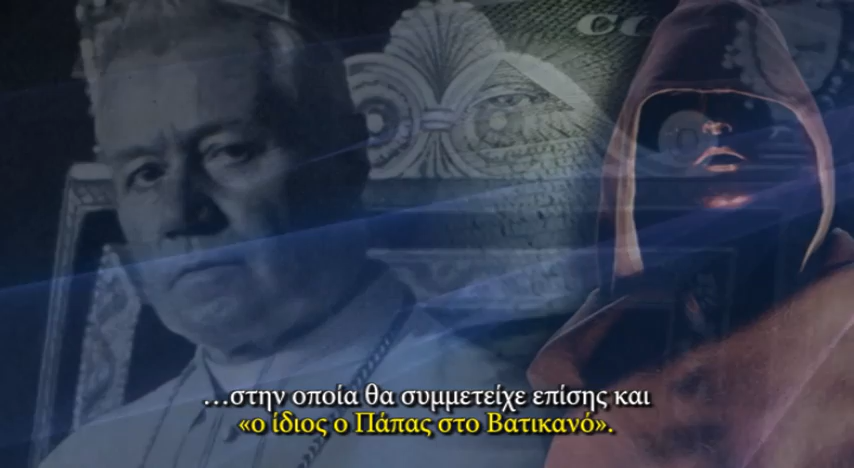 …στην οποία θα συμμετείχε επίσης και
«ο ίδιος ο Πάπας στο Βατικανό».